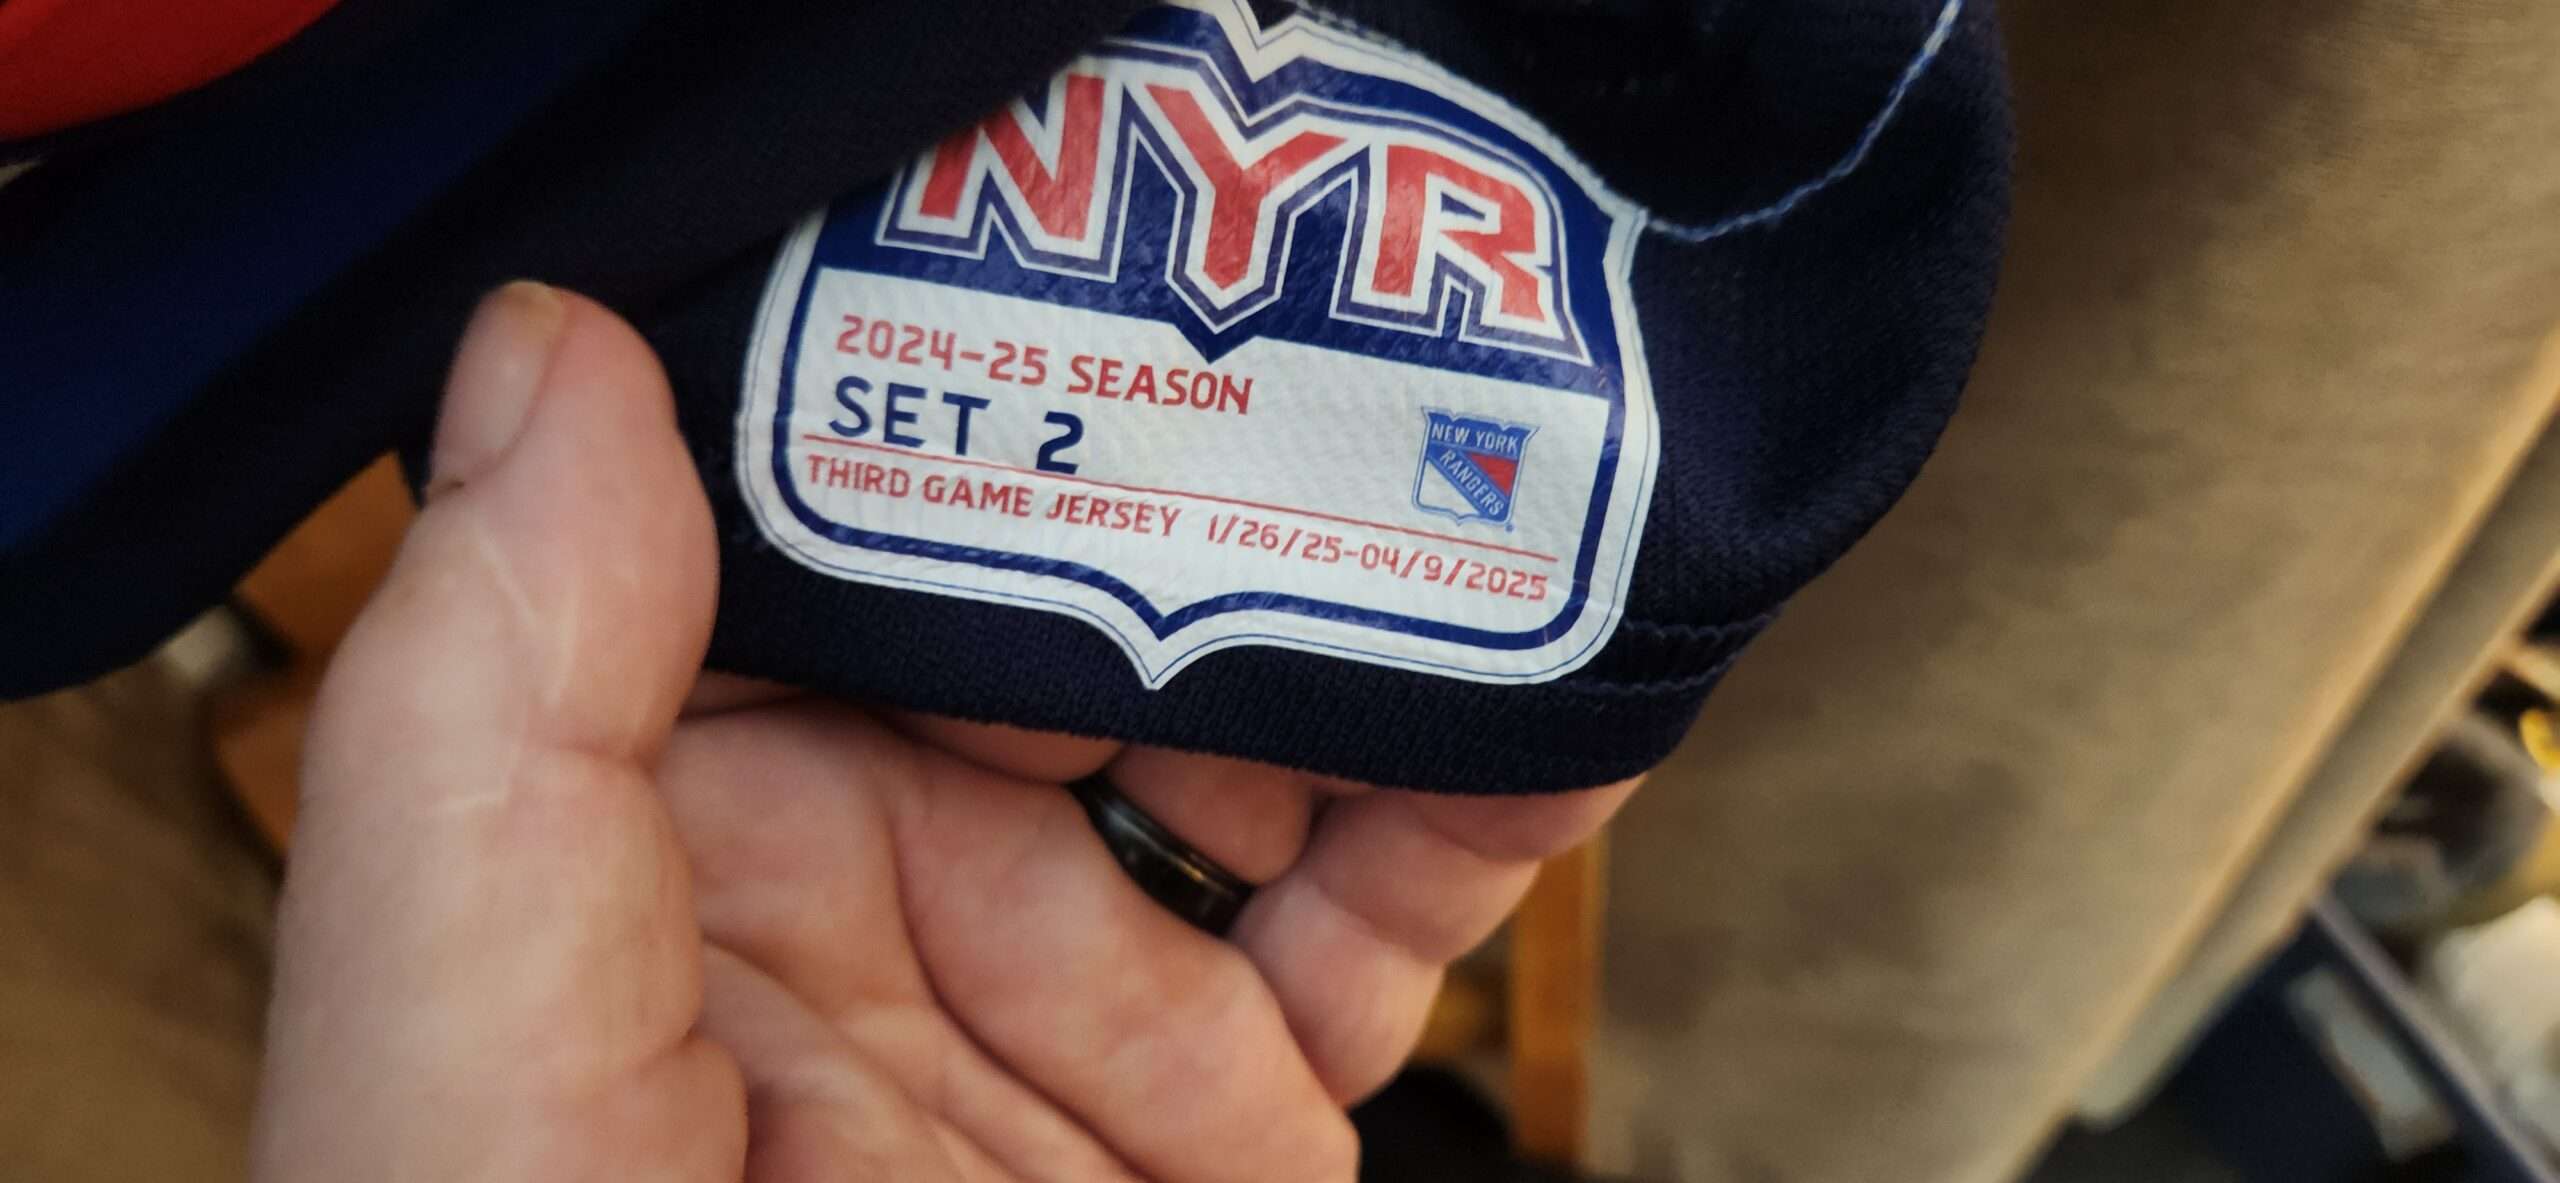 NYR
2024-25 SEASON
SET 2
NEW YORK
RANGERS
THIRD GAME JERSEY 1/26/25-04/9/2025